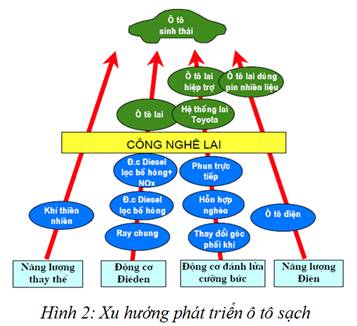 Ô tô
sinh thái
Ô tô lai
hiệp trợ
Ô tô lai dùng
pin nhiên liệu
Ô tô lai
Hệ thống lai
Toyota
CÔNG NGHỆ LAI
Đ.c Diesel
lọc bồ hóng+
NOx
Phun trực
tiếp
Khí thiên
nhiên
Đ.c Diesel
lọc bồ hóng
Hỗn hợp
nghèo
Ô tô điện
Ray chung
Thay đổi góc
phối khí
Năng lượng
thay thế
Động cơ
Điêden
Động cơ đánh lửa
cưỡng bức
Năng lượng
Điện
Hình 2: Xu hướng phát triển ô tô sạch